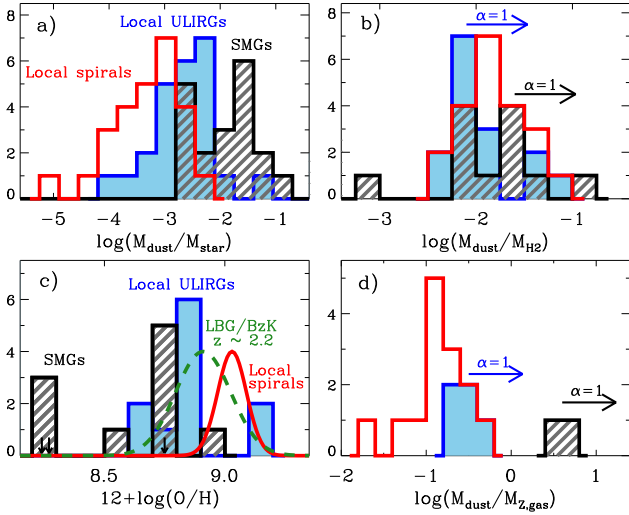 a)
Local ULIRGs
SMGs
Local spirals
8
6
4
2
0
-5 -4 -3 -2 -1
log(M_dust/M_star)
b)
α=1
α=1
8
6
4
2
0
-3 -2 -1
log(M_dust/M_H2)
c)
Local ULIRGs
LBG/BzK
z ~ 2.2
SMGs
Local
spirals
6
4
2
0
8.5 9.0
12+log(O/H)
d)
α=1
α=1
4
2
0
-2 -1 0 1
log(M_dust/M_Z,gas)